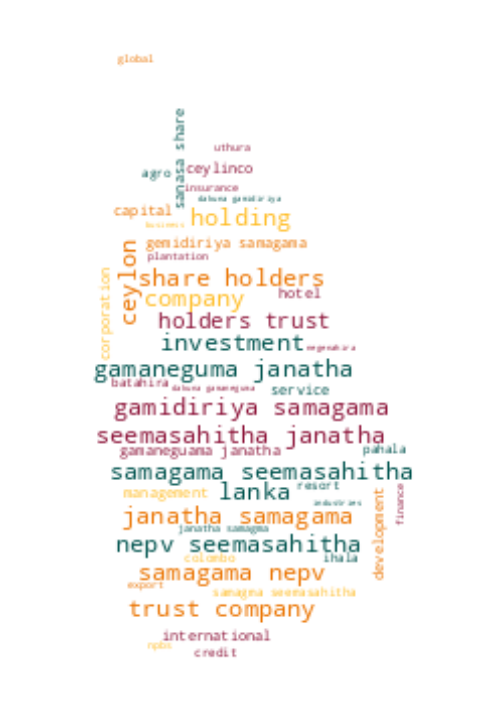 global
sanasa share
uthura
agro
ceylinco
insurance
dakuna gamidiriya
capital
holding
business
gemidiriya samagama
plantation
ceylon
share holders
corporation
company
hotel
holders trust
investment
negenahira
gamaneguma janatha
batahira
dakuna gamaneguma
service
gamidiriya samagama
seemasahitha janatha
gamaneguama janatha
pahala
samagama seemasahitha
management
lanka
resort
finance
industries
development
janatha samagama
janatha samagma
nepv seemasahitha
colombo
ihala
samagama nepv
export
samagma seemasahitha
trust company
international
npbs
credit